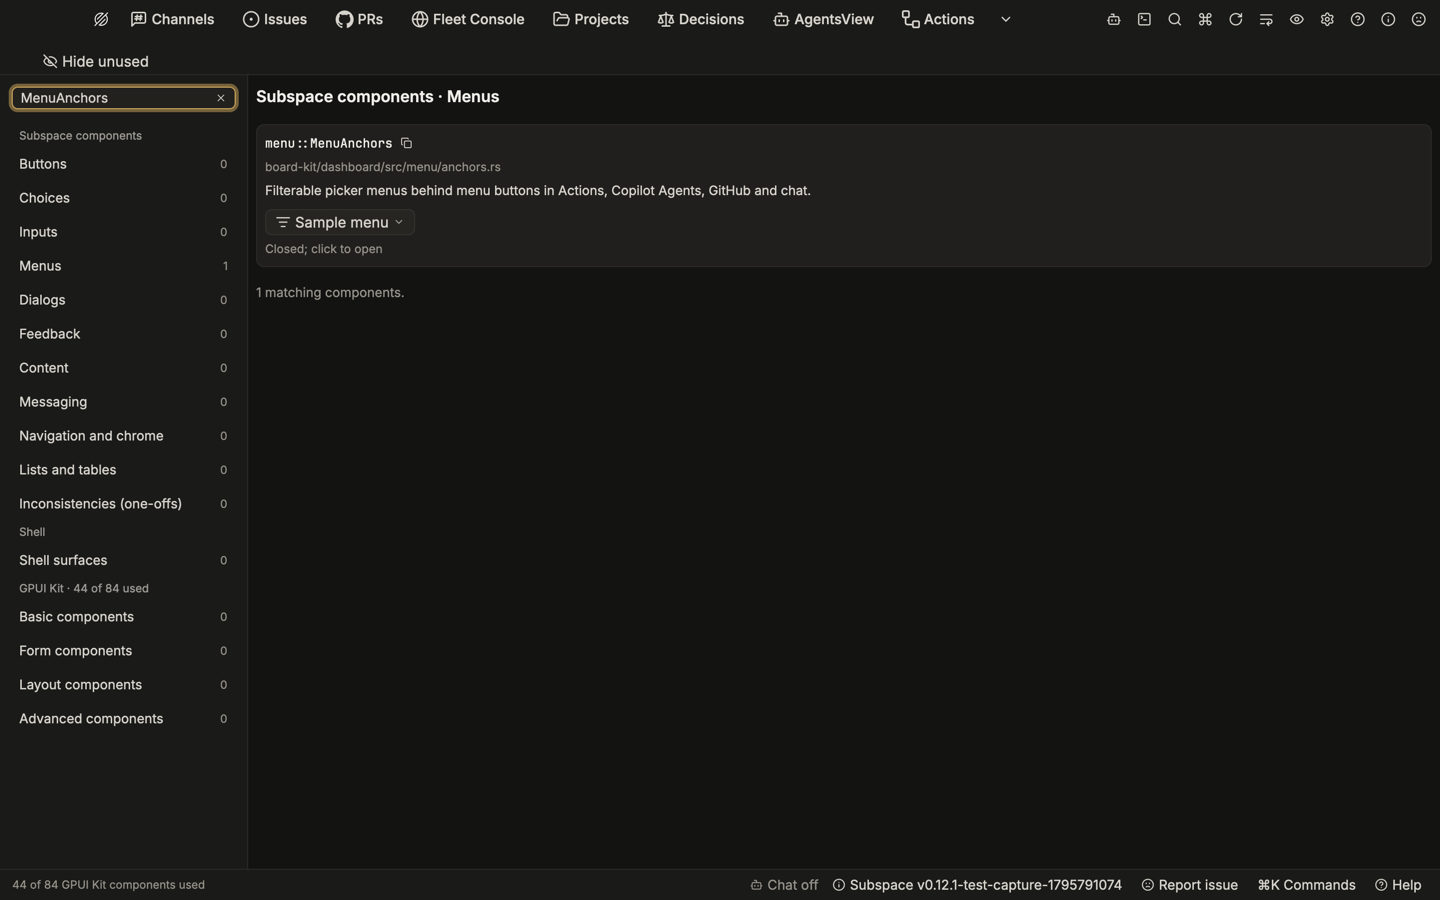 Channels Issues PRs Fleet Console Projects Decisions AgentsView Actions
Hide unused
MenuAnchors
Subspace components
Buttons 0
Choices 0
Inputs 0
Menus 1
Dialogs 0
Feedback 0
Content 0
Messaging 0
Navigation and chrome 0
Lists and tables 0
Inconsistencies (one-offs) 0
Shell
Shell surfaces 0
GPUI Kit · 44 of 84 used
Basic components 0
Form components 0
Layout components 0
Advanced components 0
Subspace components · Menus
menu::MenuAnchors
board-kit/dashboard/src/menu/anchors.rs
Filterable picker menus behind menu buttons in Actions, Copilot Agents, GitHub and chat.
Sample menu
Closed; click to open
1 matching components.
44 of 84 GPUI Kit components used
Chat off Subspace v0.12.1-test-capture-1795791074 Report issue ⌘K Commands Help